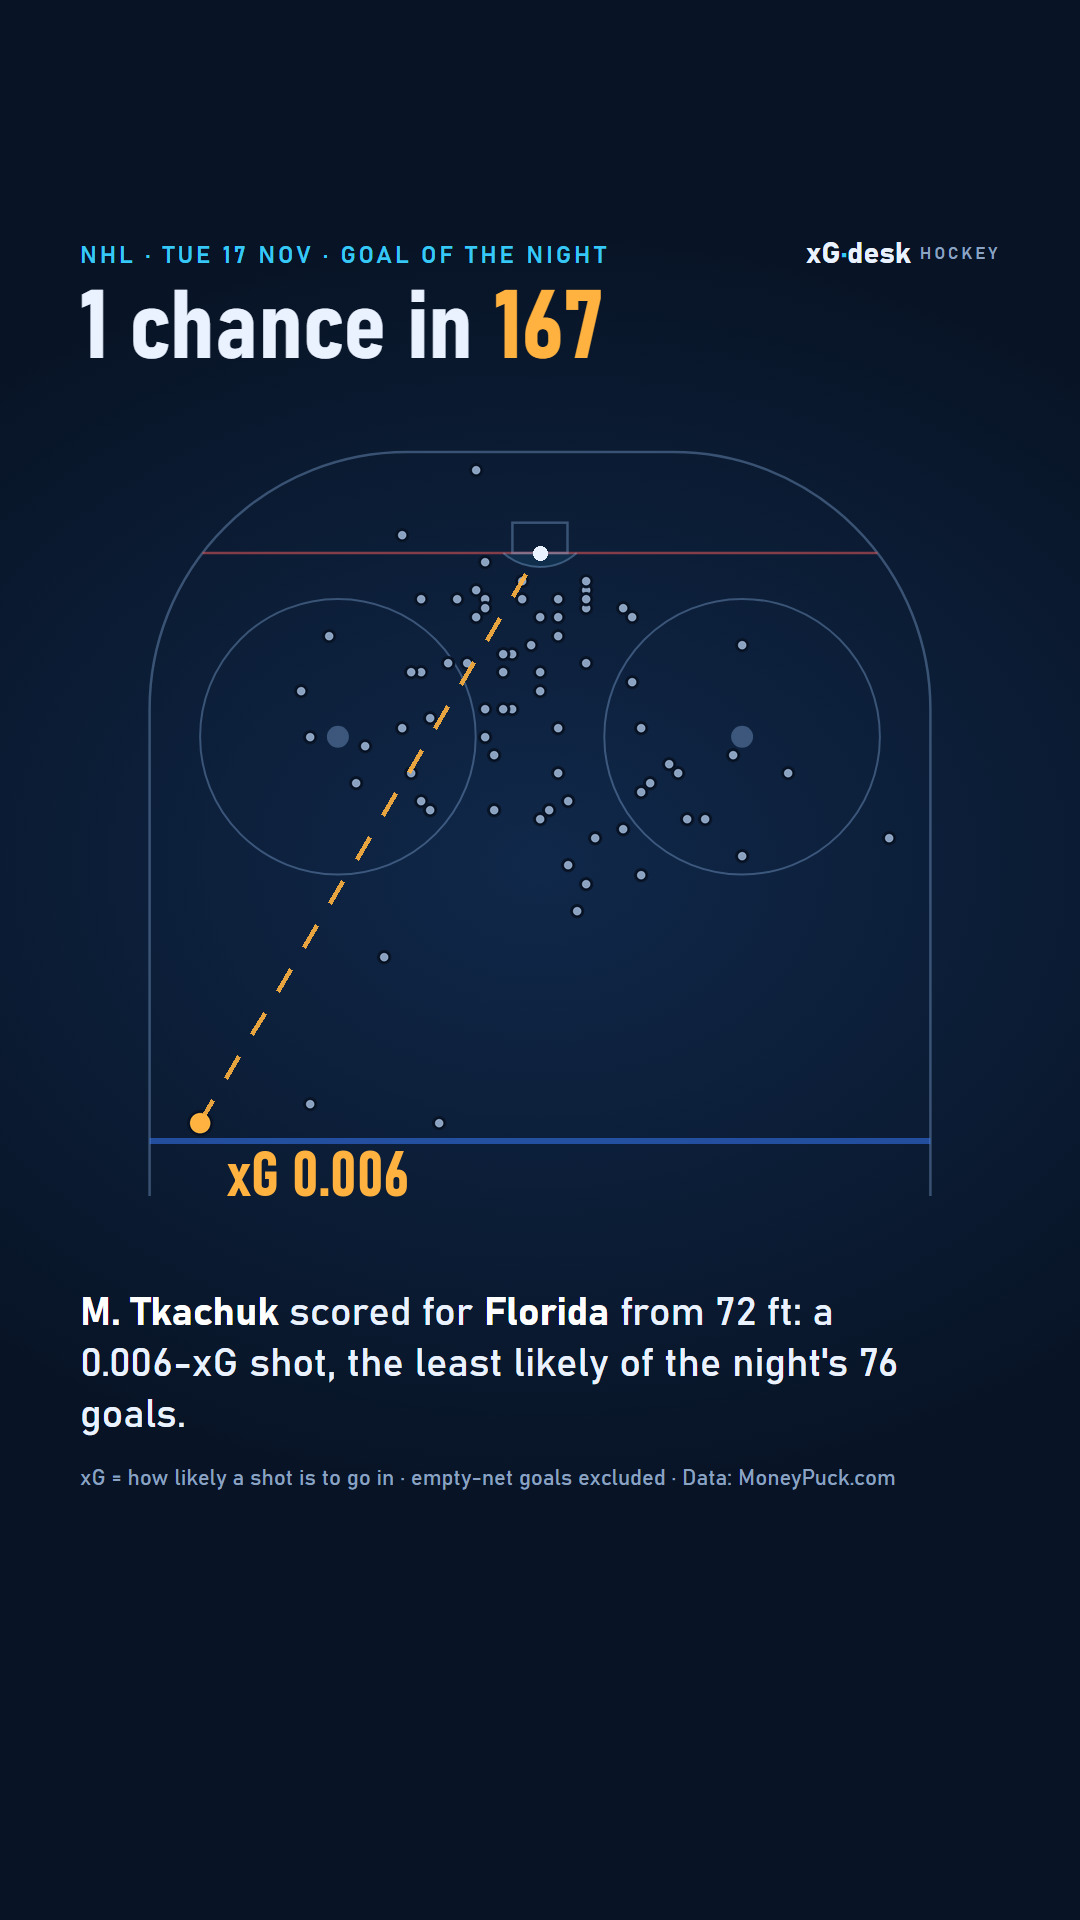 NHL · TUE 17 NOV · GOAL OF THE NIGHT
xG·desk HOCKEY
1 chance in 167
xG 0.006
M. Tkachuk scored for Florida from 72 ft: a
0.006-xG shot, the least likely of the night's 76
goals.
xG = how likely a shot is to go in · empty-net goals excluded · Data: MoneyPuck.com